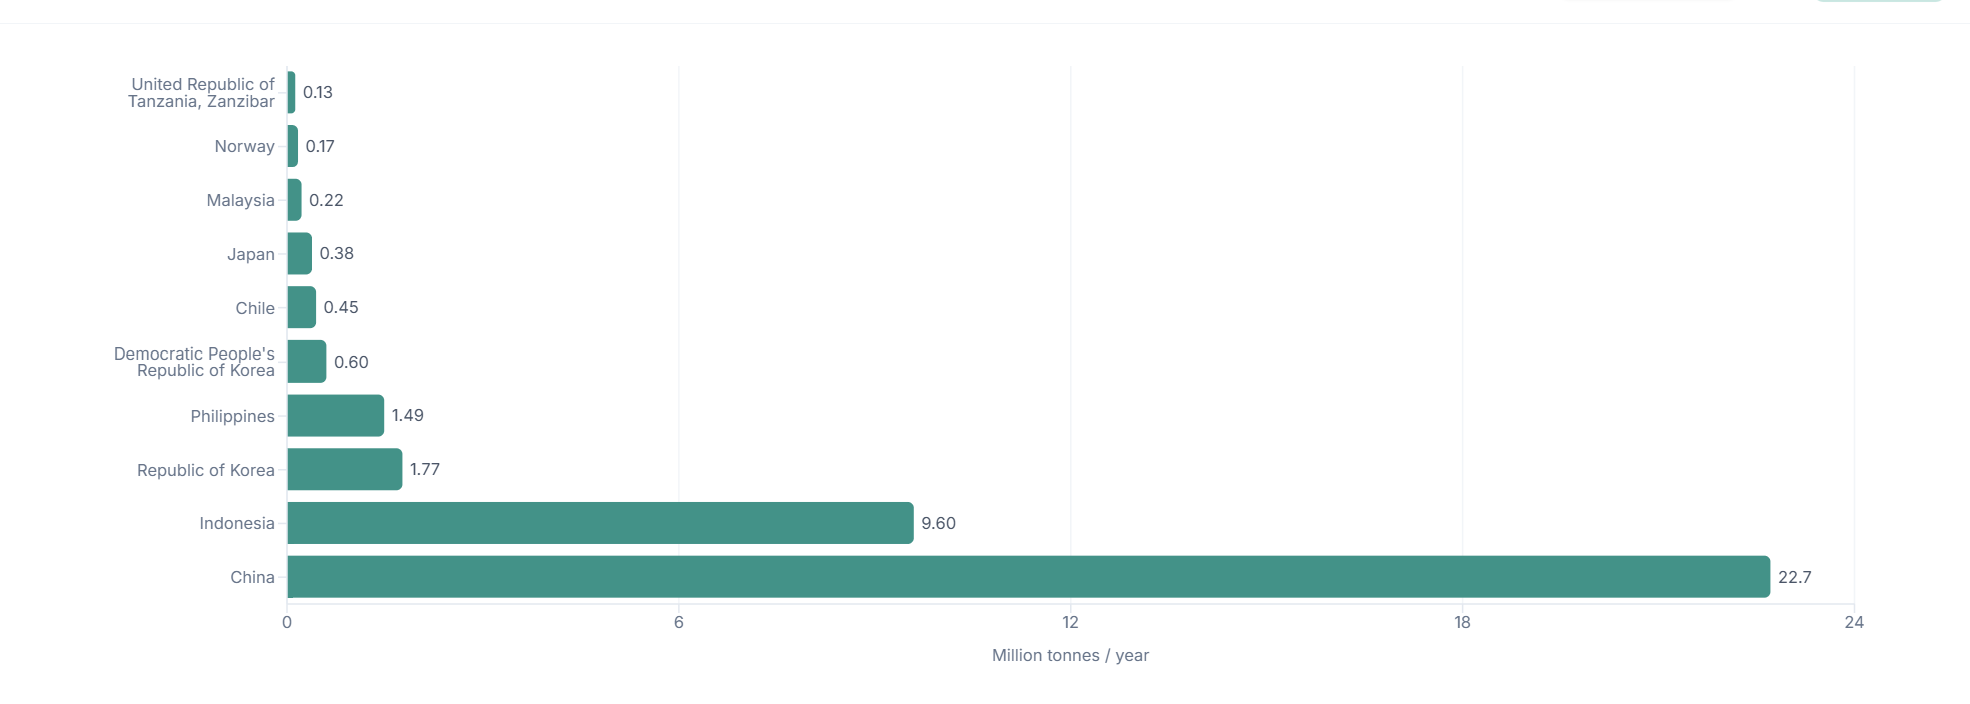 United Republic of
Tanzania, Zanzibar
0.13
Norway
0.17
Malaysia
0.22
Japan
0.38
Chile
0.45
Democratic People's
Republic of Korea
0.60
Philippines
1.49
Republic of Korea
1.77
Indonesia
9.60
China
22.7
0 6 12 18 24
Million tonnes / year